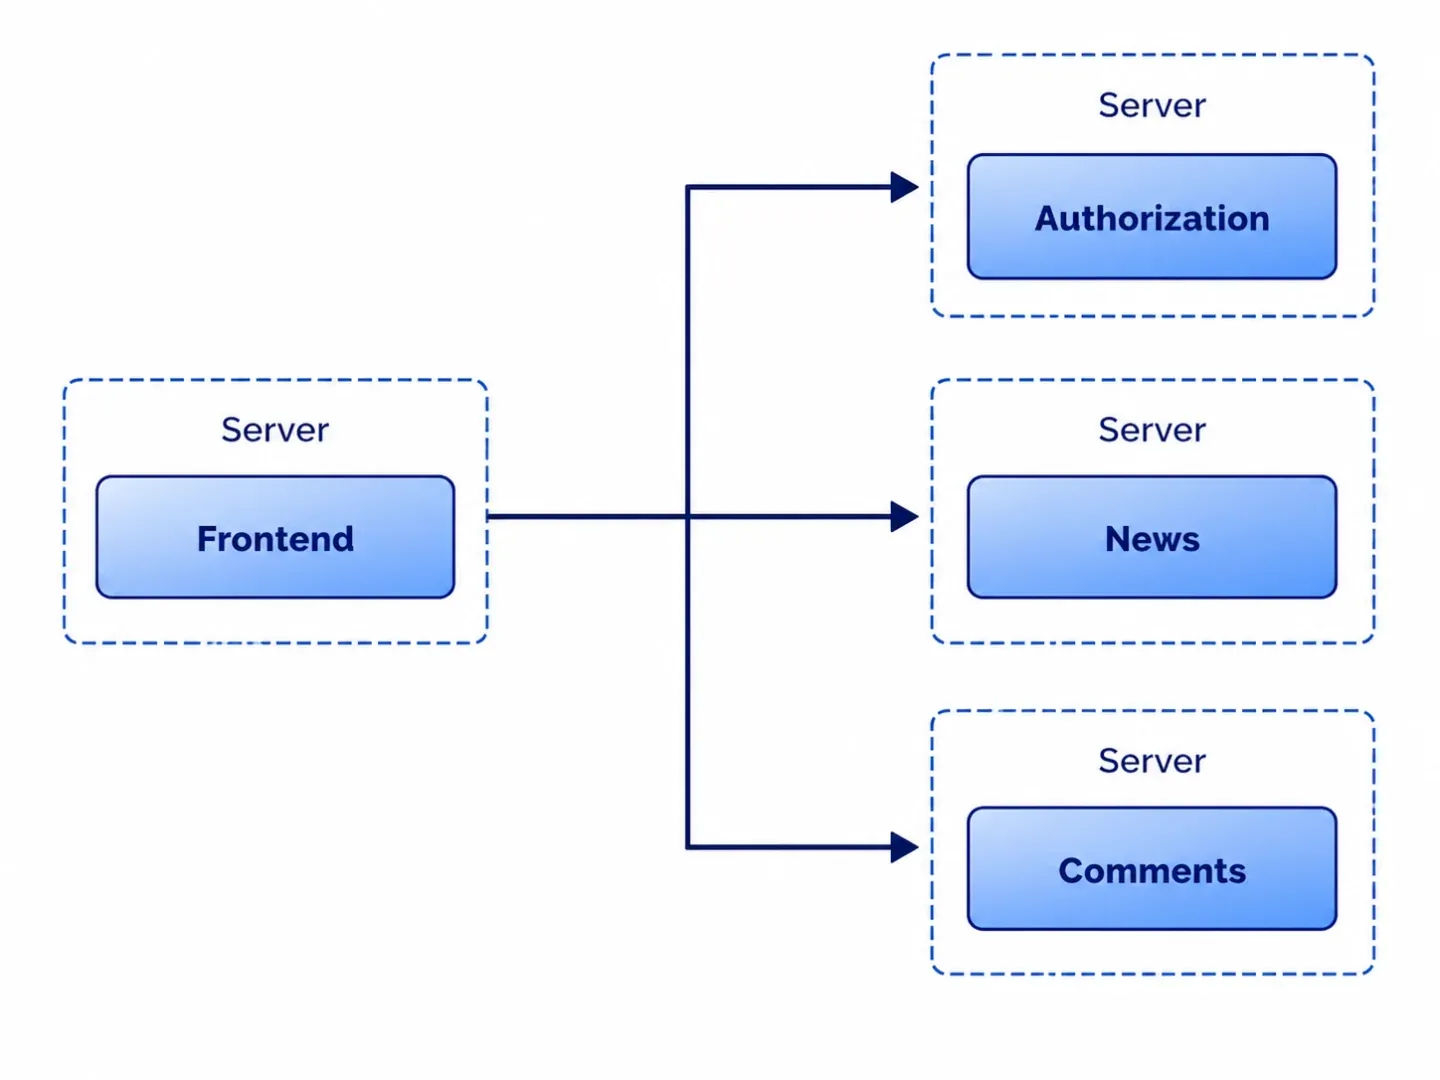 Server
Frontend
Server
Authorization
Server
News
Server
Comments